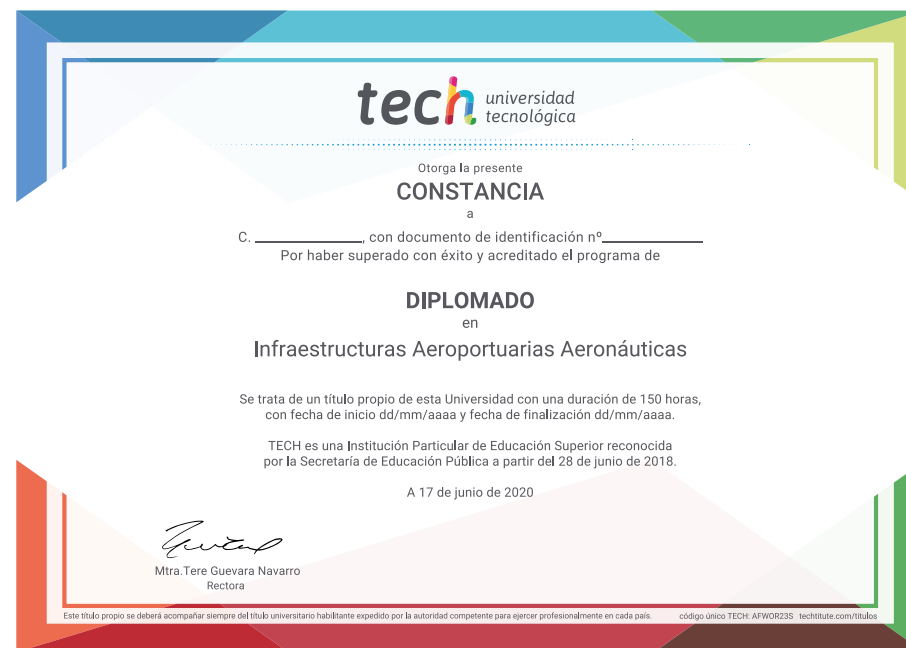 tech universidad
tecnológica
Otorga la presente
CONSTANCIA
a
C. ________________, con documento de identificación nº_______________
Por haber superado con éxito y acreditado el programa de
DIPLOMADO
en
Infraestructuras Aeroportuarias Aeronáuticas
Se trata de un título propio de esta Universidad con una duración de 150 horas,
con fecha de inicio dd/mm/aaaa y fecha de finalización dd/mm/aaaa.
TECH es una Institución Particular de Educación Superior reconocida
por la Secretaría de Educación Pública a partir del 28 de junio de 2018.
A 17 de junio de 2020
Mtra.Tere Guevara Navarro
Rectora
Este título propio se deberá acompañar siempre del título universitario habilitante expedido por la autoridad competente para ejercer profesionalmente en cada país. código único TECH: AFWOR23S techtitute.com/titulos